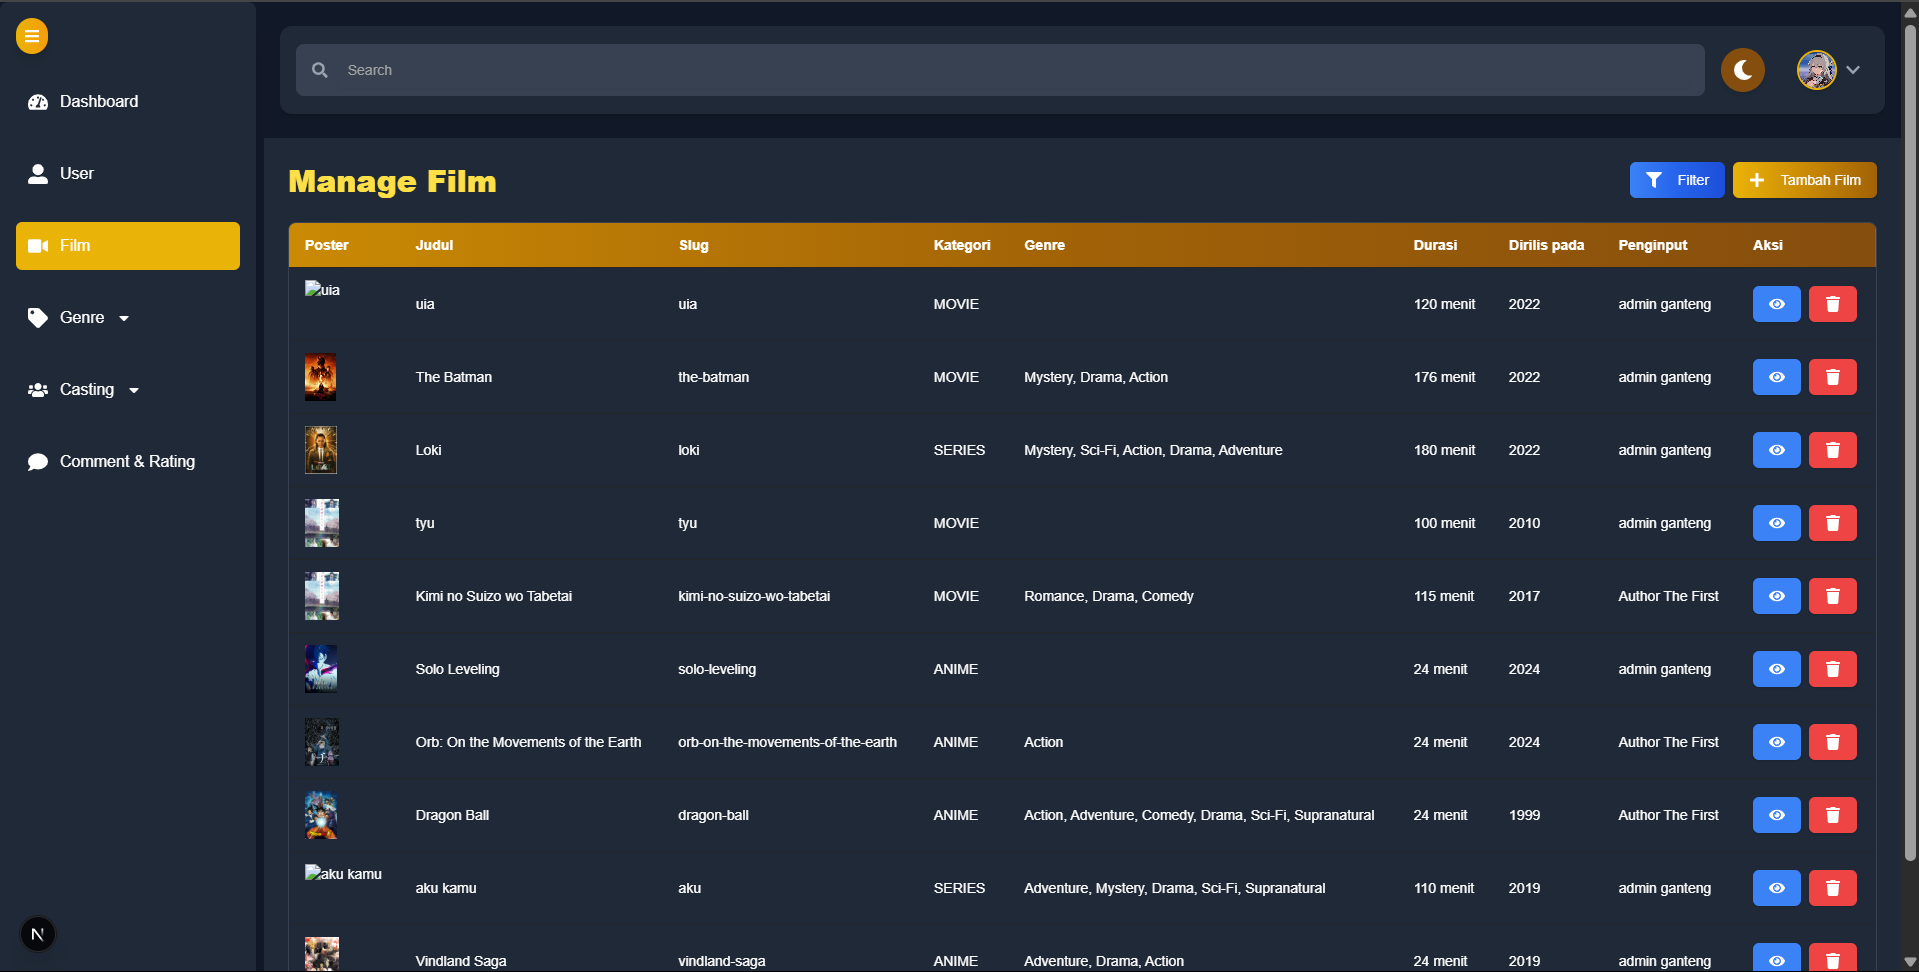 Search
Dashboard
User
Film
Genre
Casting
Comment & Rating
N
Manage Film
Filter
Tambah Film
Poster Judul Slug Kategori Genre Durasi Dirilis pada Penginput Aksi
uia uia uia MOVIE 120 menit 2022 admin ganteng
The Batman the-batman MOVIE Mystery, Drama, Action 176 menit 2022 admin ganteng
Loki loki SERIES Mystery, Sci-Fi, Action, Drama, Adventure 180 menit 2022 admin ganteng
tyu tyu MOVIE 100 menit 2010 admin ganteng
Kimi no Suizo wo Tabetai kimi-no-suizo-wo-tabetai MOVIE Romance, Drama, Comedy 115 menit 2017 Author The First
Solo Leveling solo-leveling ANIME 24 menit 2024 admin ganteng
Orb: On the Movements of the Earth orb-on-the-movements-of-the-earth ANIME Action 24 menit 2024 Author The First
Dragon Ball dragon-ball ANIME Action, Adventure, Comedy, Drama, Sci-Fi, Supranatural 24 menit 1999 Author The First
aku kamu aku kamu aku SERIES Adventure, Mystery, Drama, Sci-Fi, Supranatural 110 menit 2019 admin ganteng
Vindland Saga vindland-saga ANIME Adventure, Drama, Action 24 menit 2019 admin ganteng